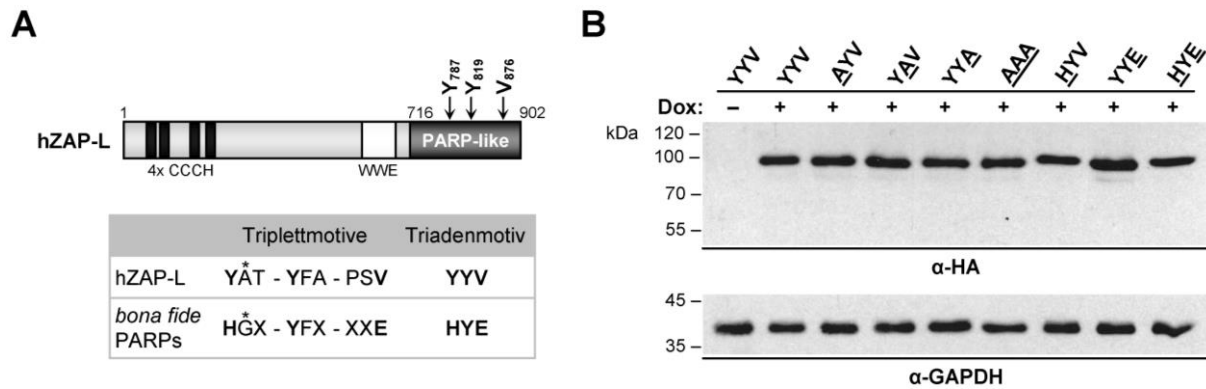 A
Y787 Y819 V876
1 716 902
hZAP-L PARP-like
4x CCCH WWE
Triplettmotive Triadenmotiv
hZAP-L YA*T - YFA - PSV YYV
bona fide PARPs HG*X - YFX - XXE HYE
B
YYV YYV AYV YAV YYA AAA HYV YYE HYE
Dox: – + + + + + + + +
kDa
120
100
70
55
α-HA
45
35
α-GAPDH